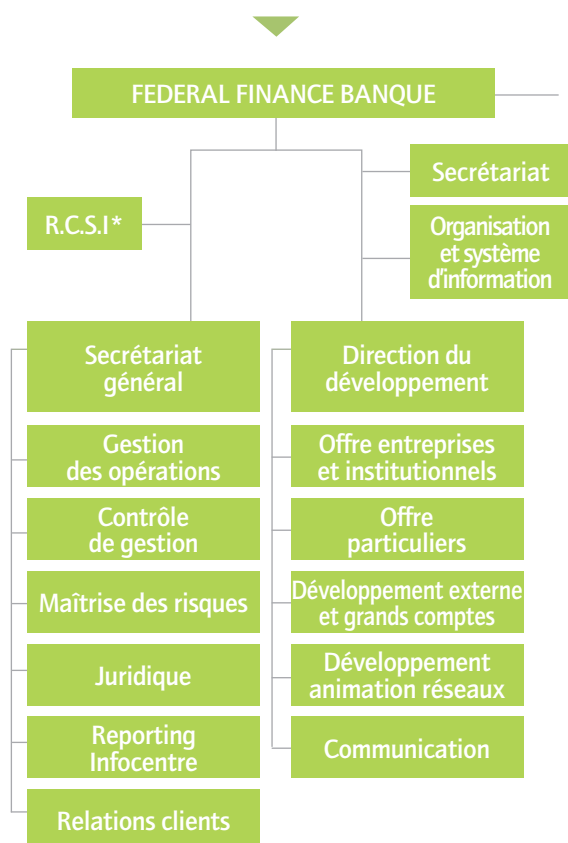 FEDERAL FINANCE BANQUE
Secrétariat
R.C.S.I*
Organisation
et système
d'information
Secrétariat
général
Gestion
des opérations
Contrôle
de gestion
Maîtrise des risques
Juridique
Reporting
Infocentre
Relations clients
Direction du
développement
Offre entreprises
et institutionnels
Offre
particuliers
Développement externe
et grands comptes
Développement
animation réseaux
Communication